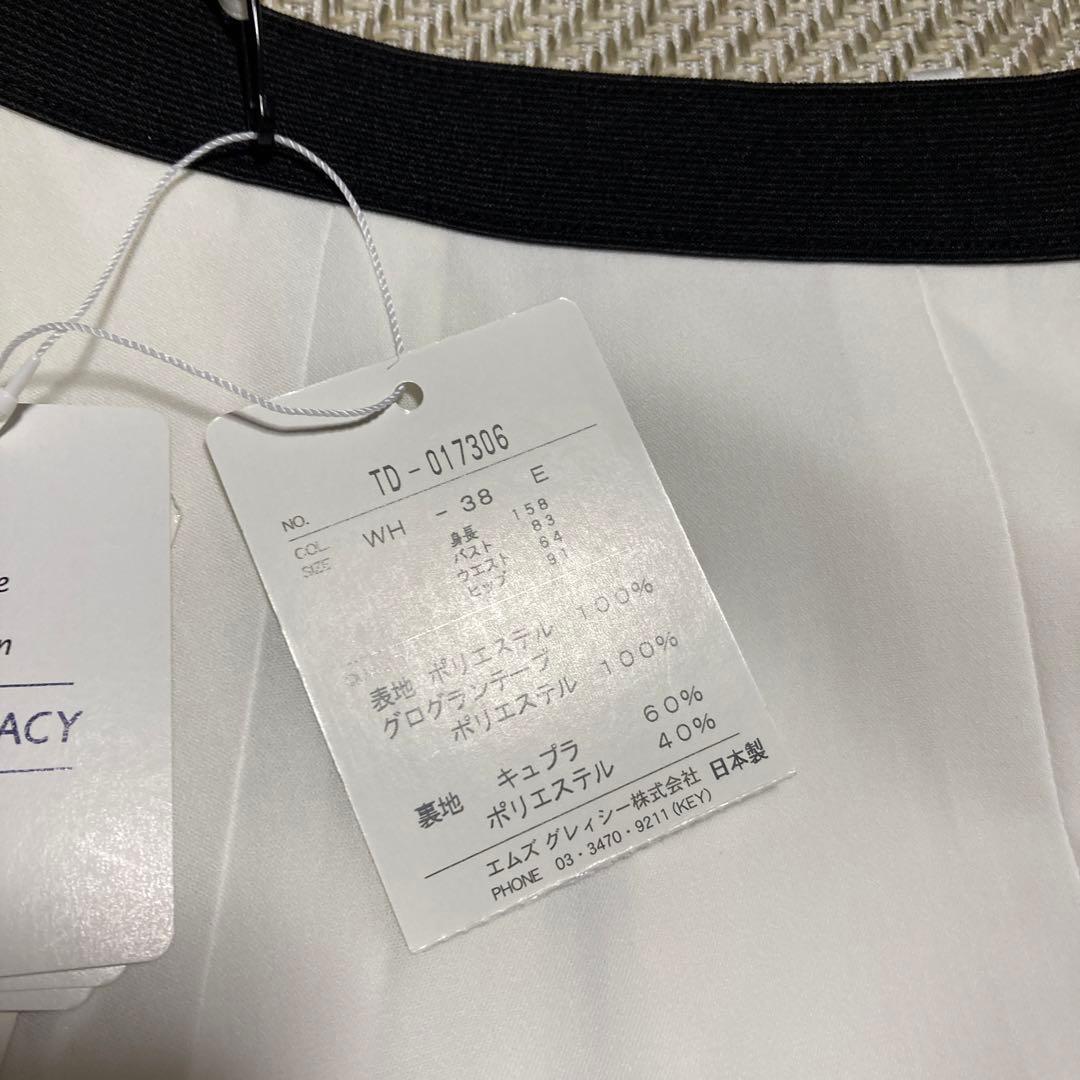 NO. TD-017306
COL. WH - 38 E
SIZE 身長 158
バスト 83
ウエスト 64
ヒップ 91
表地 ポリエステル 100%
グログランテープ
ポリエステル 100%
裏地 キュプラ 60%
ポリエステル 40%
エムズ グレィシー株式会社 日本製
PHONE 03・3470・9211(KEY)
e
n
ACY